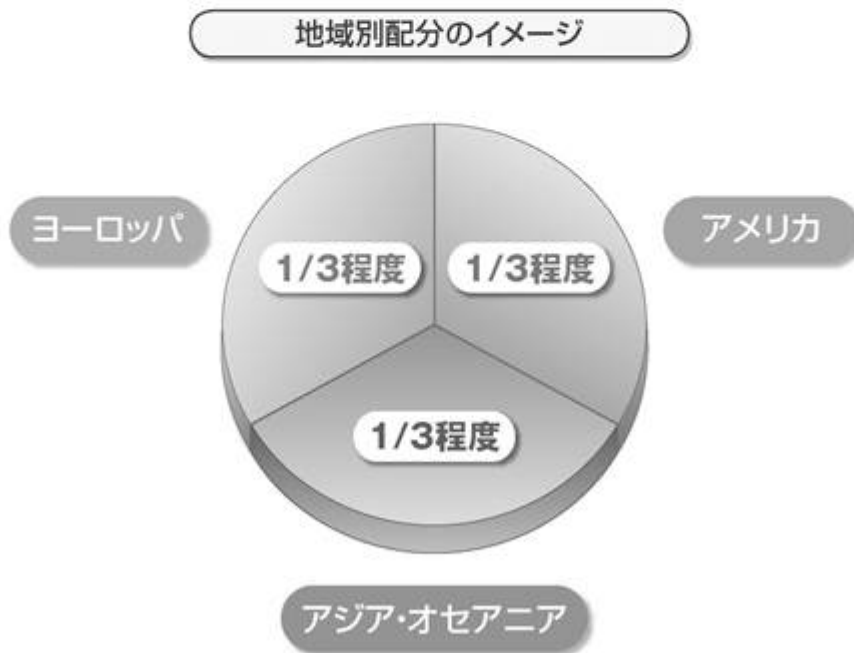 地域別配分のイメージ
ヨーロッパ
アメリカ
1/3程度
1/3程度
1/3程度
アジア・オセアニア